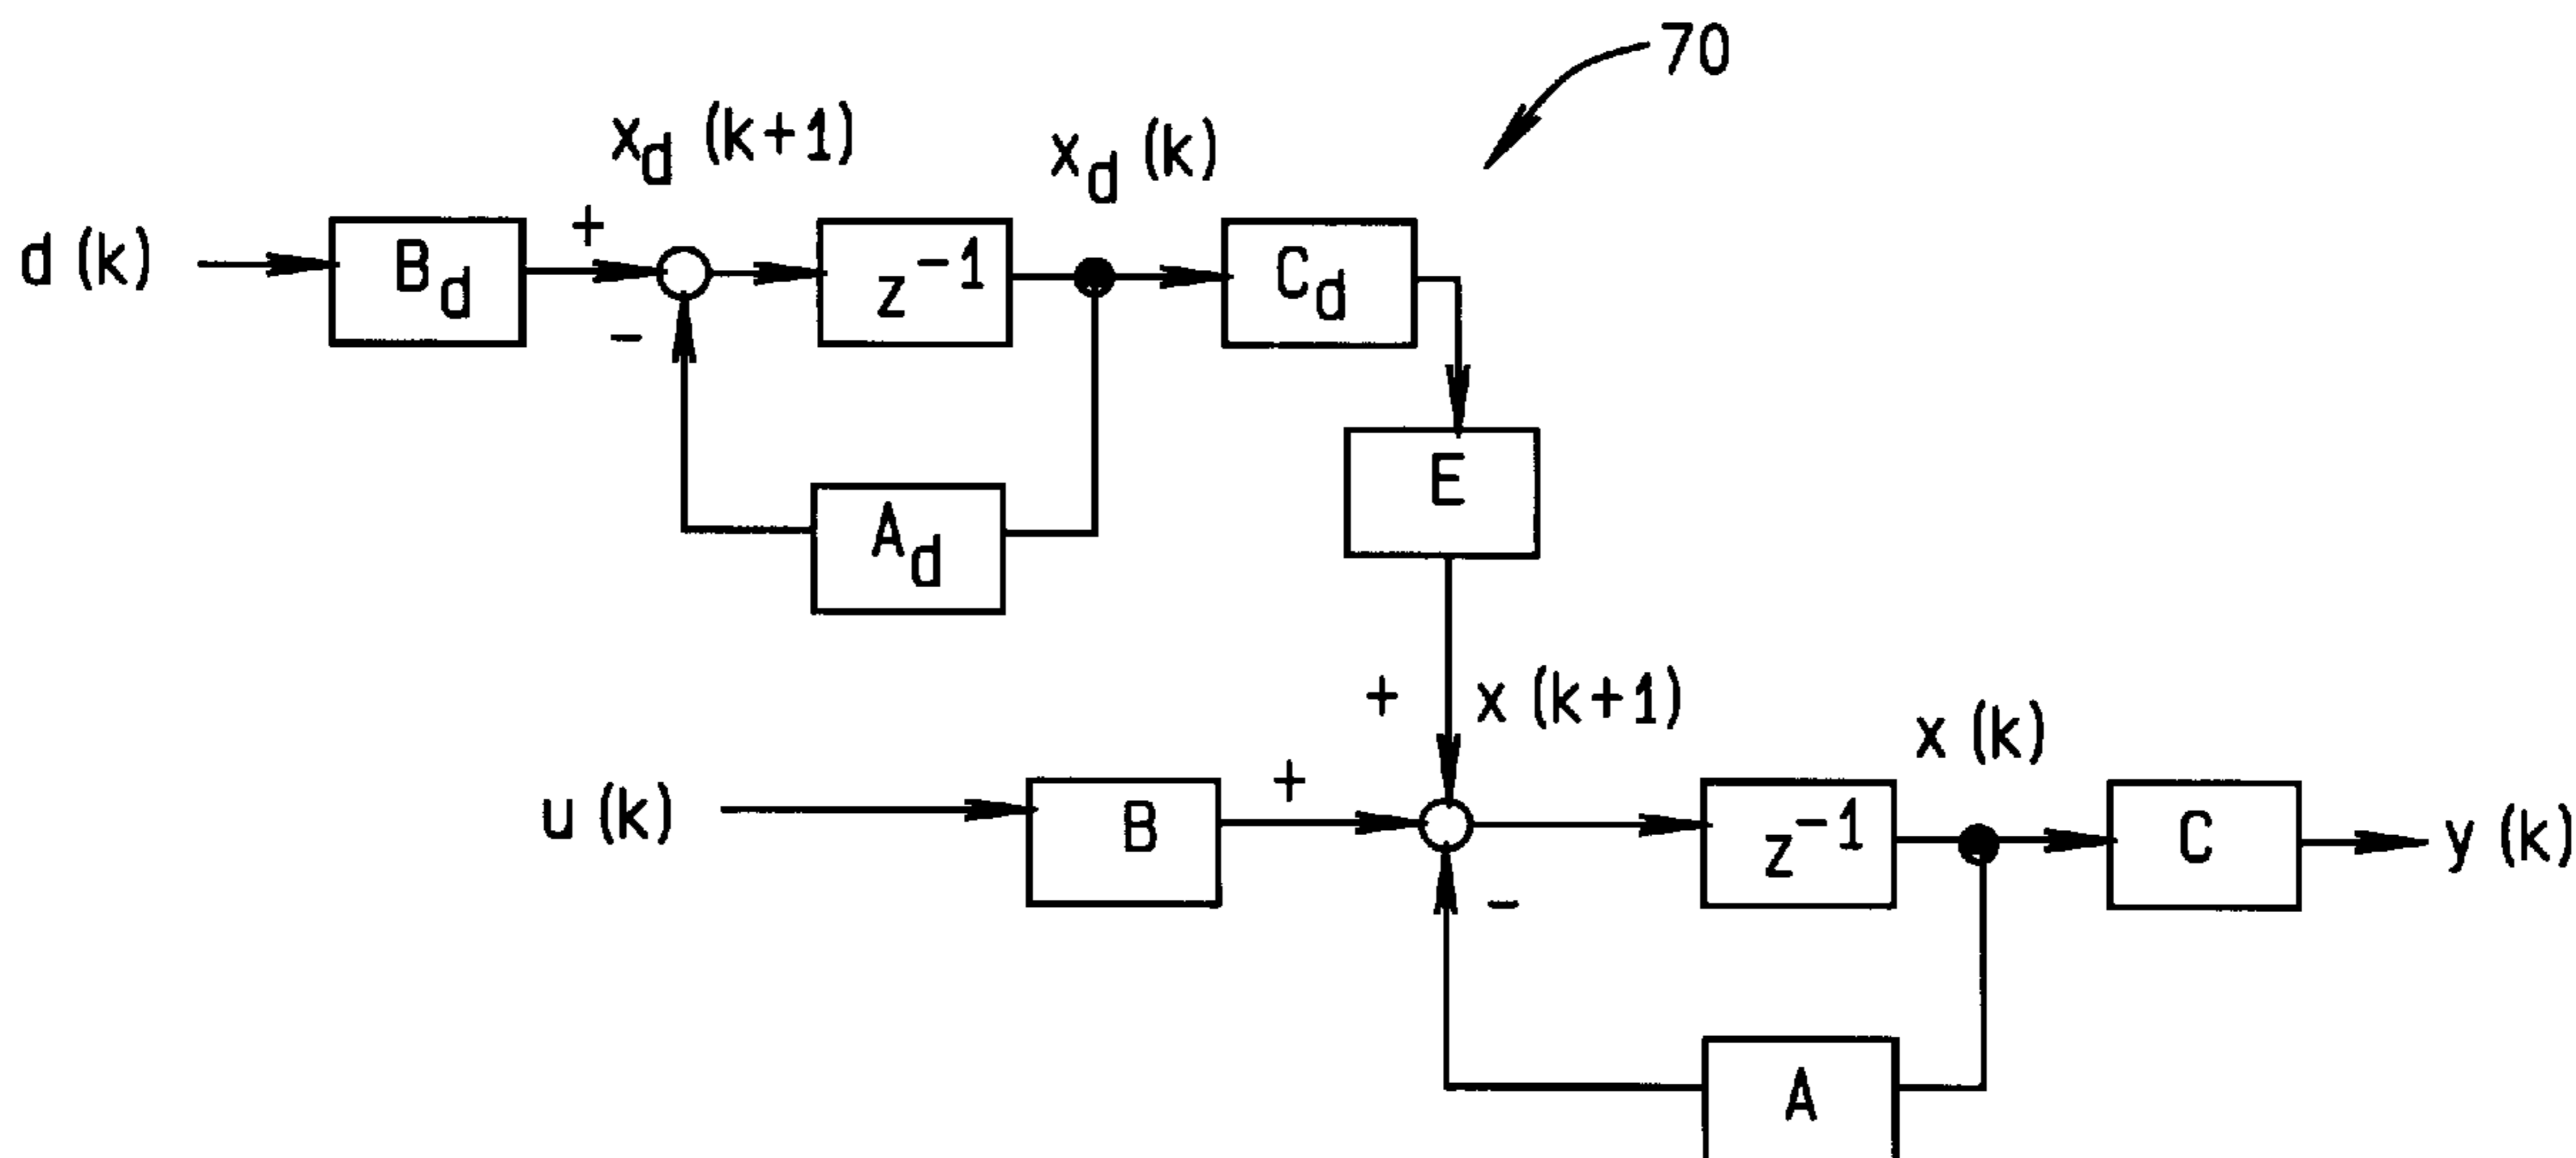 70
x_d (k+1)
x_d (k)
d (k)
B_d
+
-
z^-1
C_d
A_d
E
+
x (k+1)
x (k)
u (k)
B
+
-
z^-1
C
y (k)
A